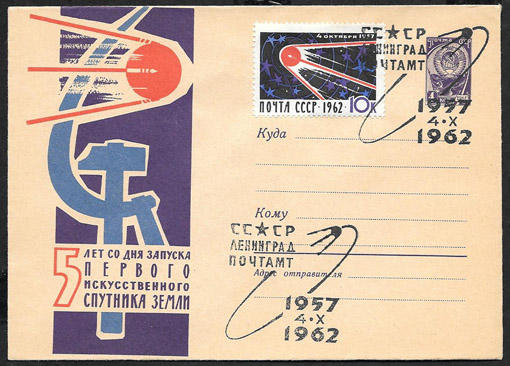 5 ЛЕТ СО ДНЯ ЗАПУСКА
ПЕРВОГО
ИСКУССТВЕННОГО
СПУТНИКА ЗЕМЛИ
4 ОКТЯБРЯ 1957
ПОЧТА СССР·1962·10К
ПОЧТА СССР
4
СССР
ЛЕНИНГРАД
ПОЧТАМТ
1957
4·X
1962
Куда
Кому
СССР
ЛЕНИНГРАД
ПОЧТАМТ
Адрес отправителя
1957
4·X
1962